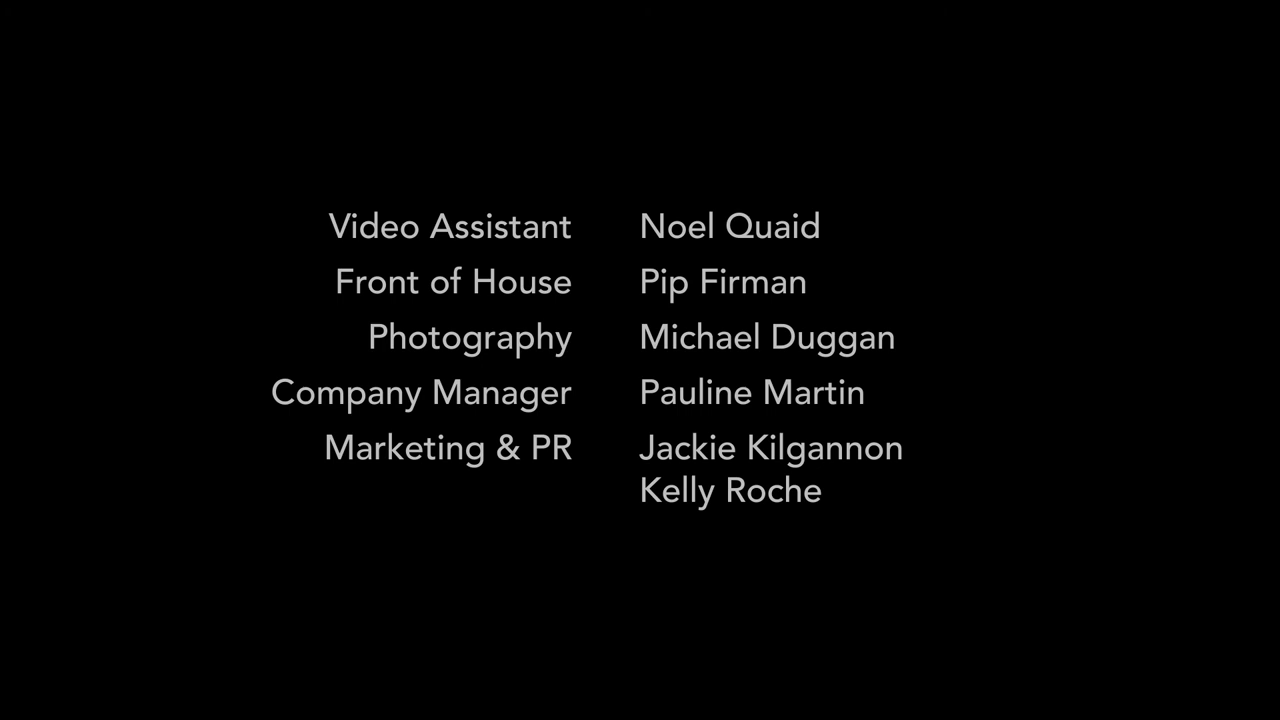 Video Assistant Noel Quaid
Front of House Pip Firman
Photography Michael Duggan
Company Manager Pauline Martin
Marketing & PR Jackie Kilgannon
Kelly Roche